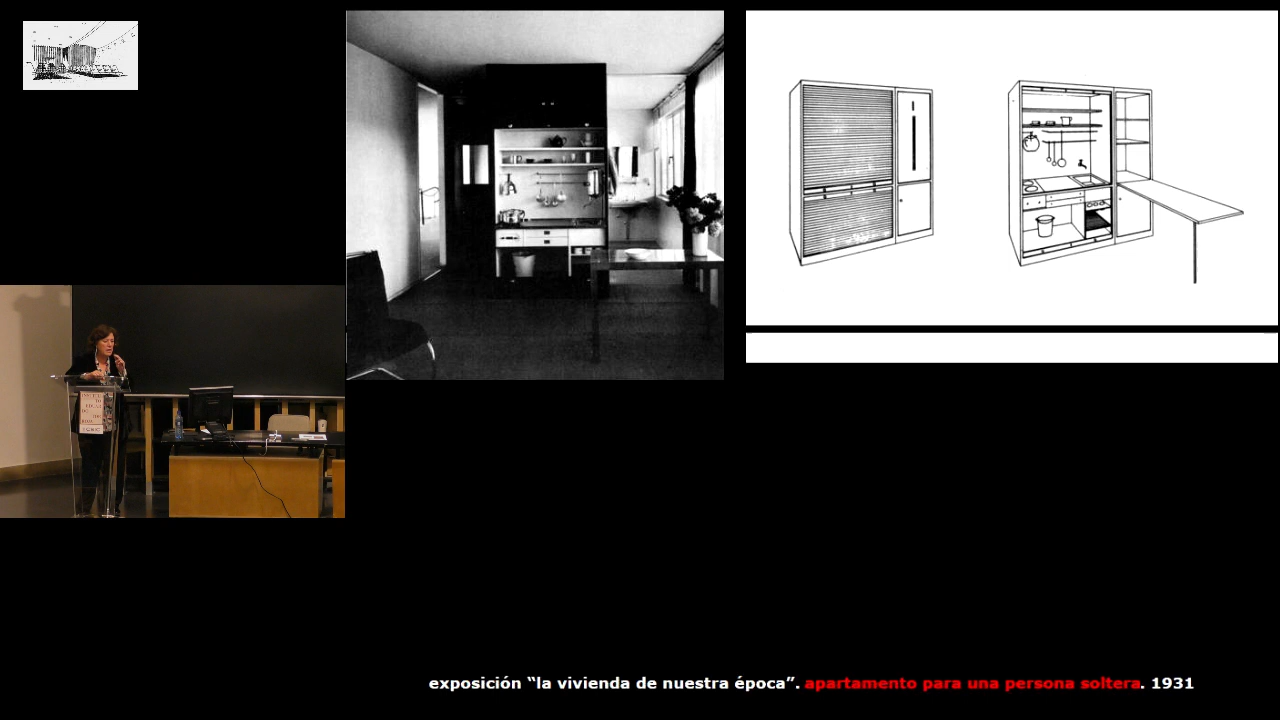 exposición “la vivienda de nuestra época”. apartamento para una persona soltera. 1931